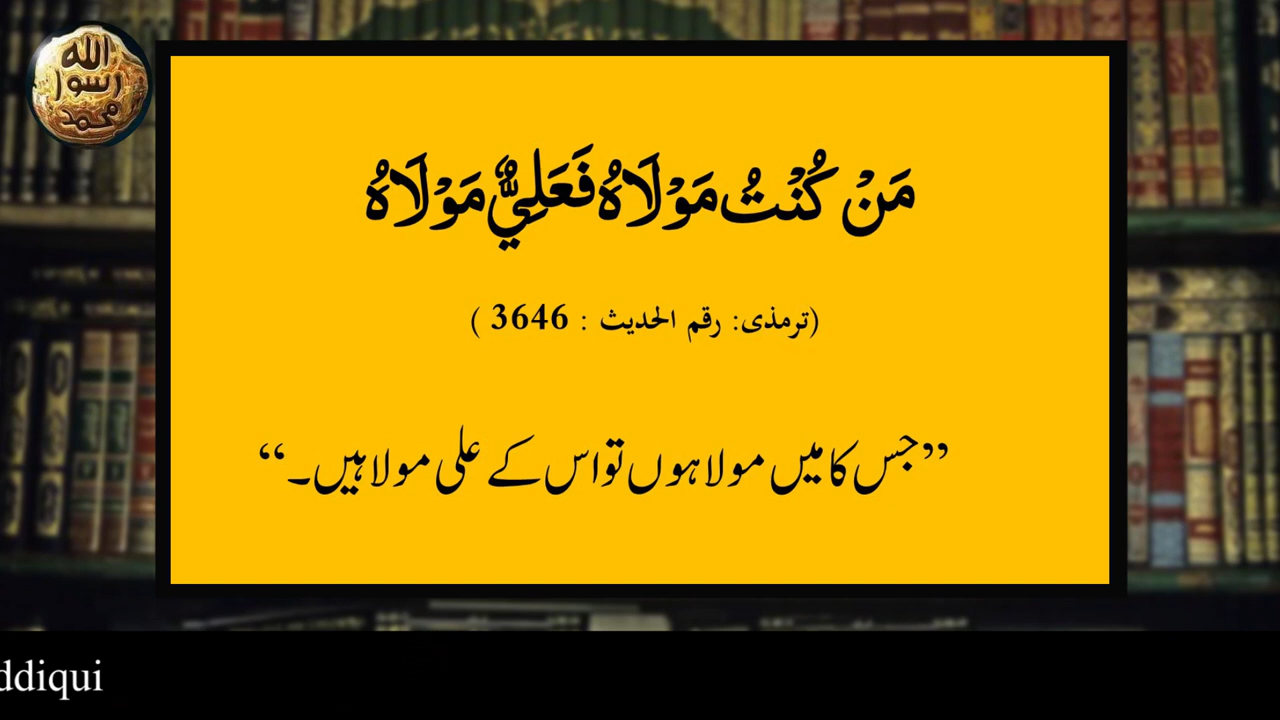 الله
رسول
محمد
مَنْ كُنْتُ مَوْلَاهُ فَعَلِيٌّ مَوْلَاهُ
(ترمذی: رقم الحدیث : 3646 )
”جس کا میں مولا ہوں تو اس کے علی مولا ہیں۔“
ddiqui